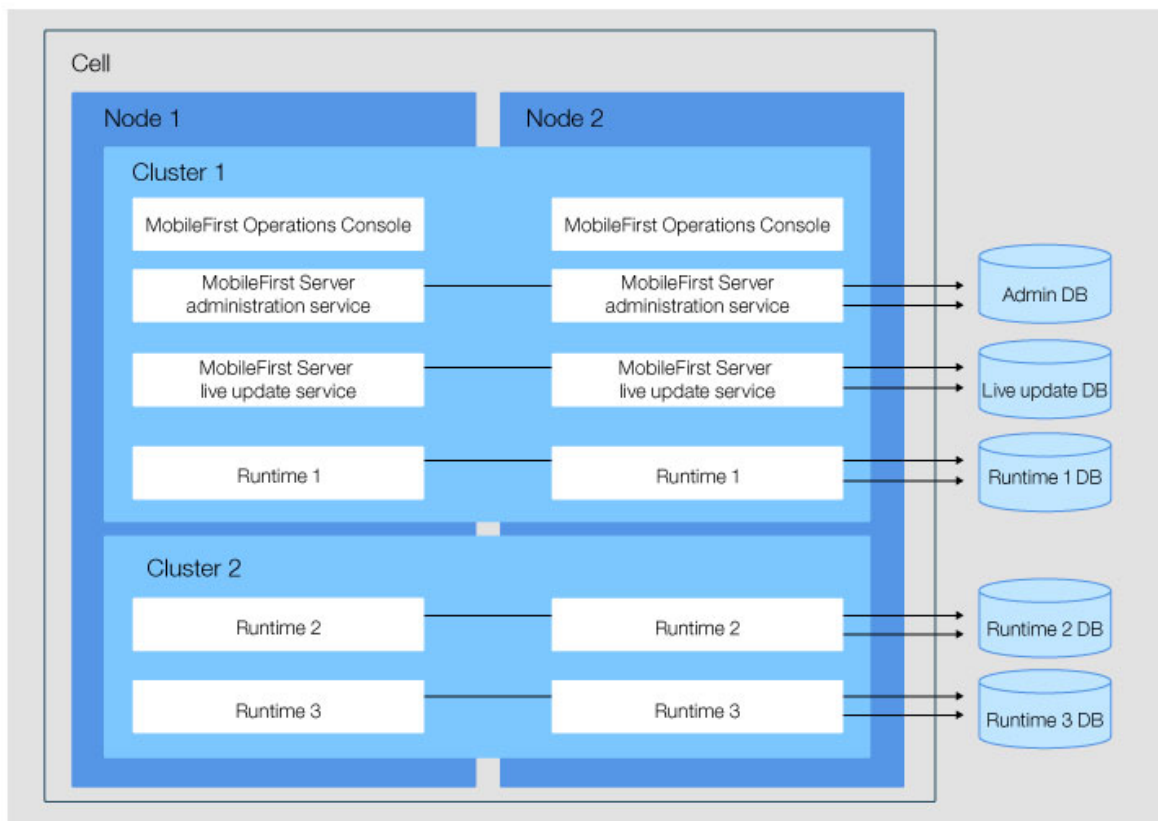 Cell
Node 1
Node 2
Cluster 1
MobileFirst Operations Console
MobileFirst Operations Console
MobileFirst Server
administration service
MobileFirst Server
administration service
Admin DB
MobileFirst Server
live update service
MobileFirst Server
live update service
Live update DB
Runtime 1
Runtime 1
Runtime 1 DB
Cluster 2
Runtime 2
Runtime 2
Runtime 2 DB
Runtime 3
Runtime 3
Runtime 3 DB